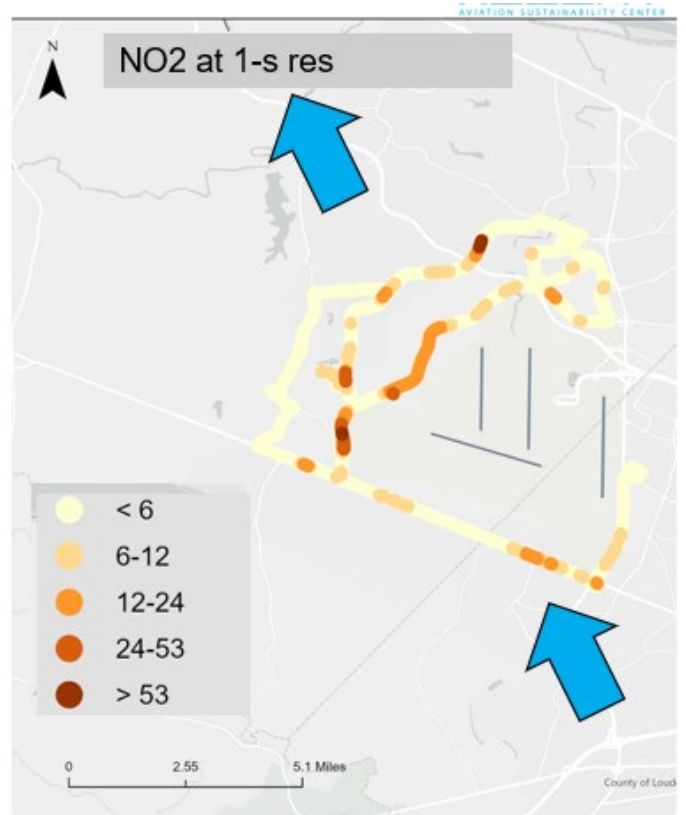 AVIATION SUSTAINABILITY CENTER
N
NO2 at 1-s res
< 6
6-12
12-24
24-53
> 53
0 2.55 5.1 Miles
County of Loud